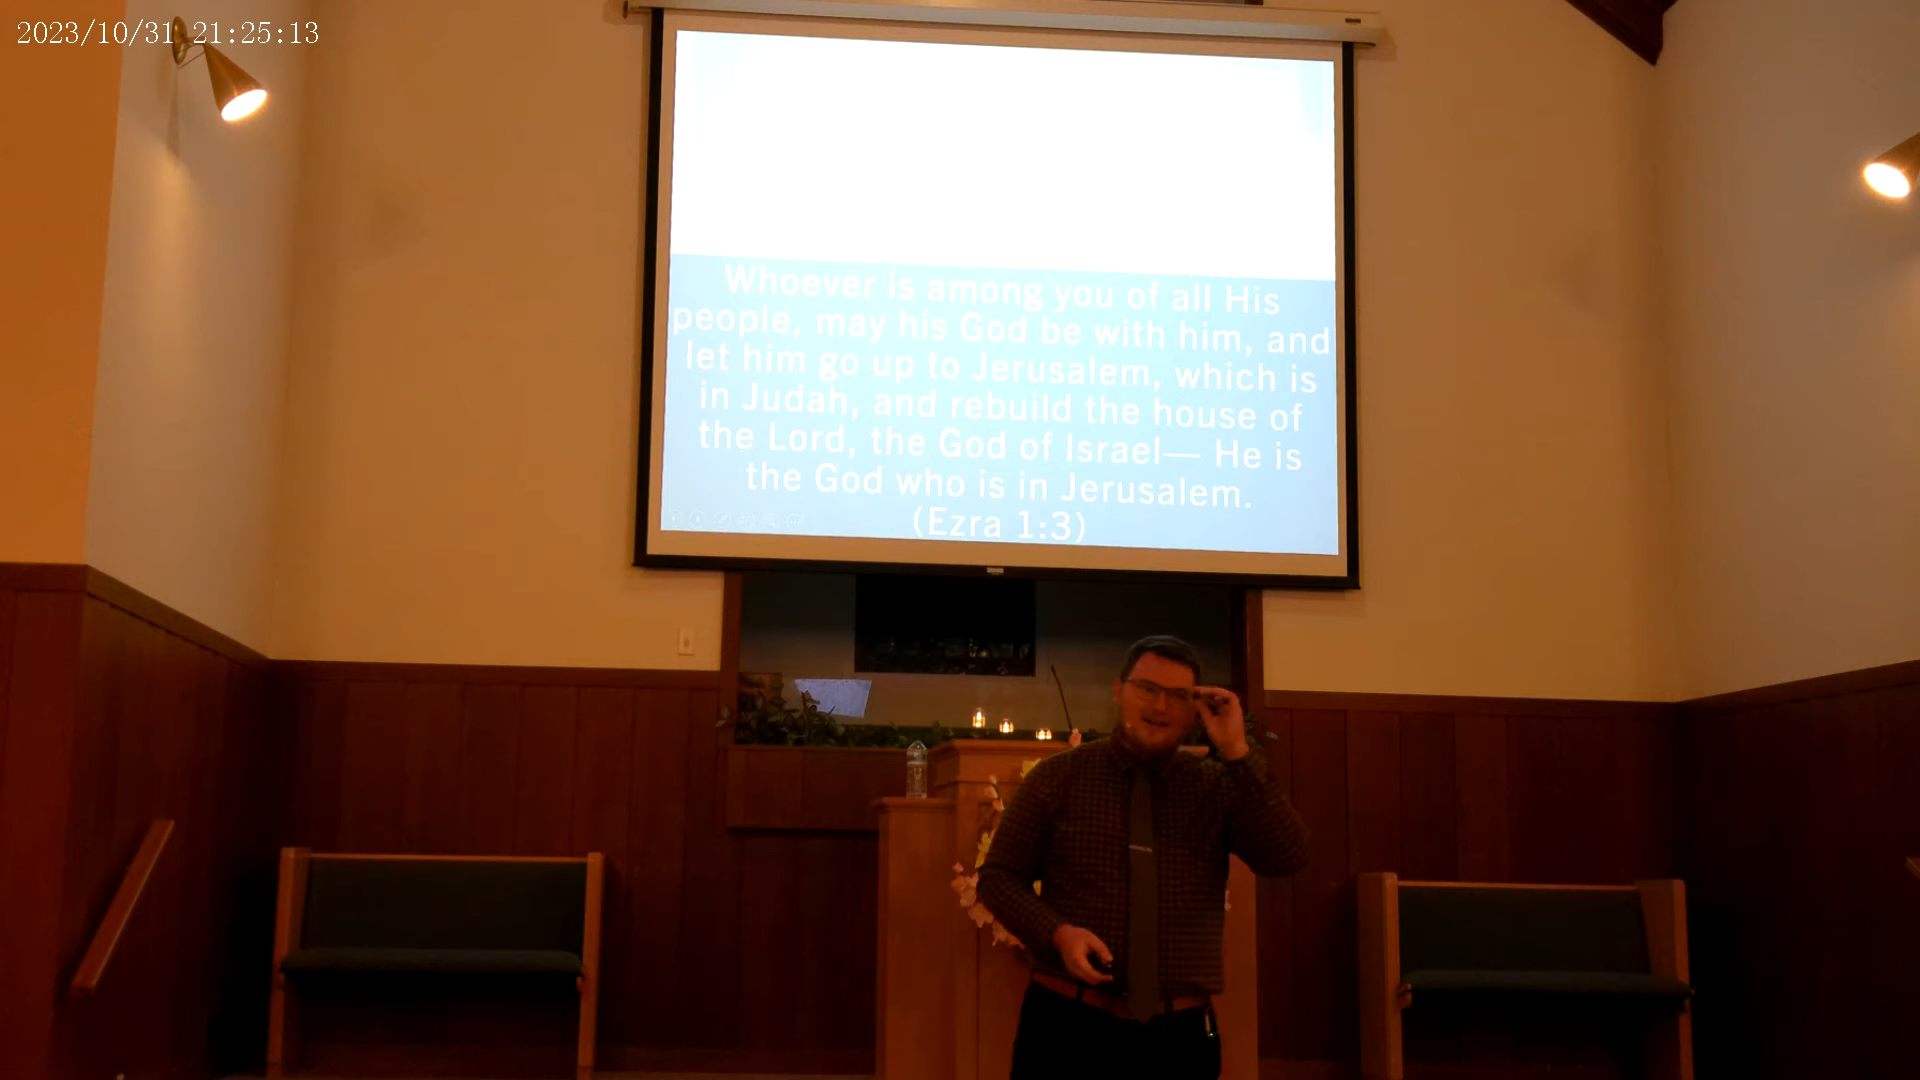 2023/10/31 21:25:13
Whoever is among you of all His
people, may his God be with him, and
let him go up to Jerusalem, which is
in Judah, and rebuild the house of
the Lord, the God of Israel— He is
the God who is in Jerusalem.
(Ezra 1:3)